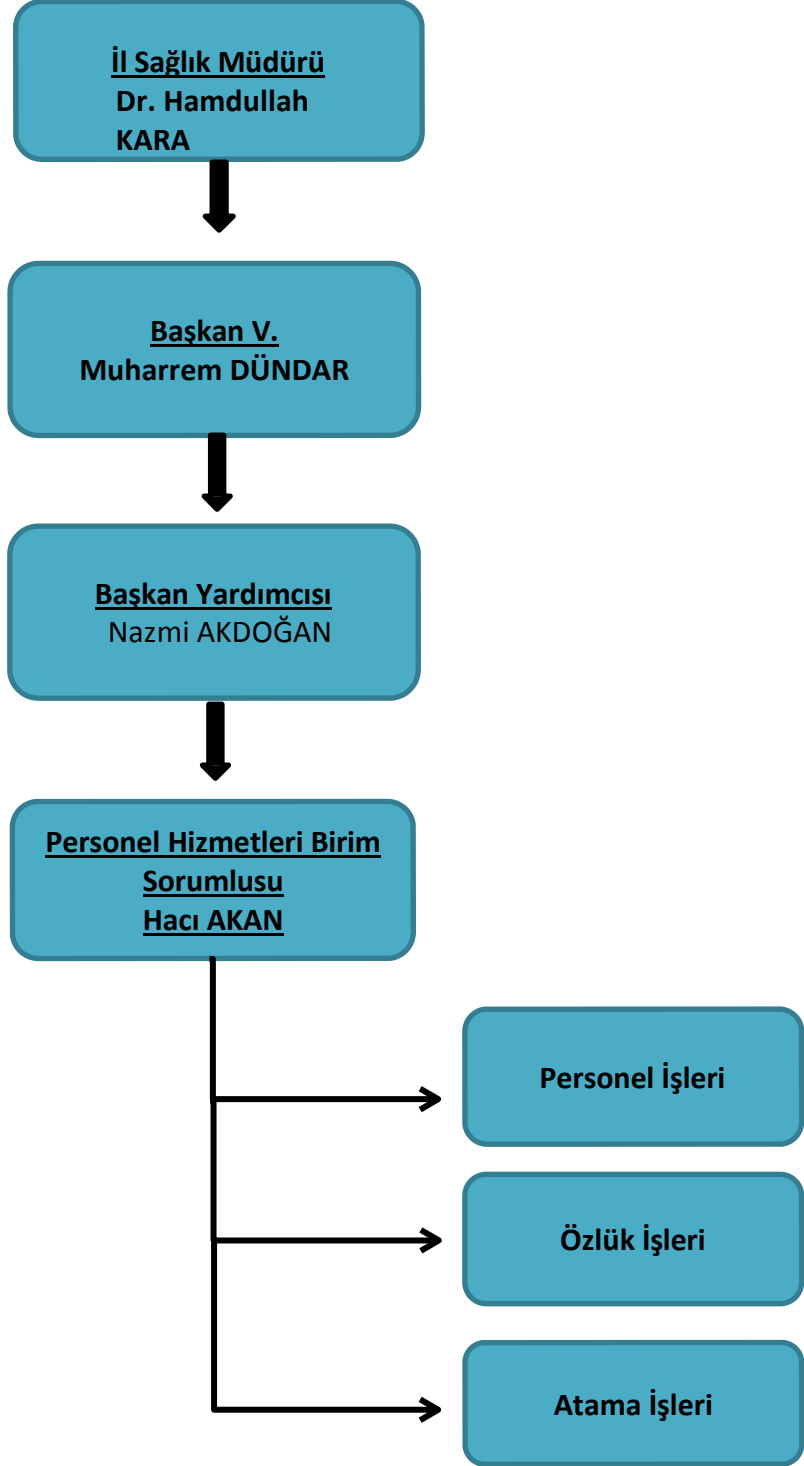 İl Sağlık Müdürü
Dr. Hamdullah
KARA
Başkan V.
Muharrem DÜNDAR
Başkan Yardımcısı
Nazmi AKDOĞAN
Personel Hizmetleri Birim
Sorumlusu
Hacı AKAN
Personel İşleri
Özlük İşleri
Atama İşleri